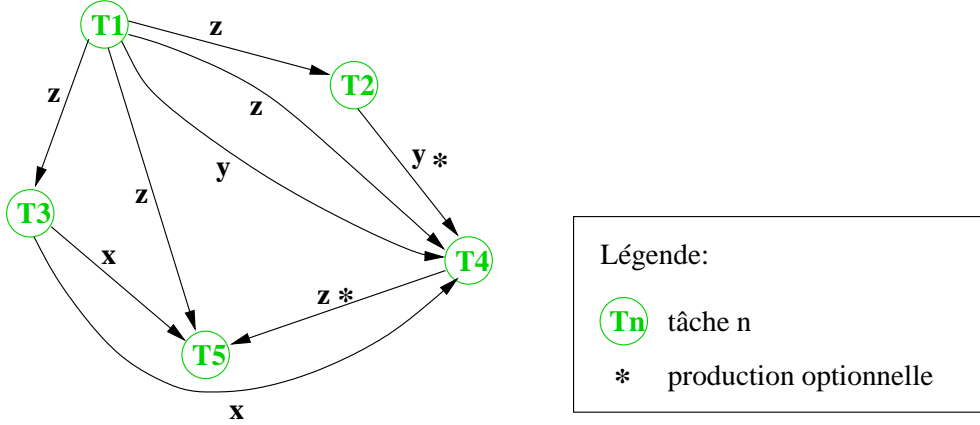 T1
z
T2
z
z
y *
y
z
T3
x
T4
z *
T5
x
Légende:
Tn tâche n
* production optionnelle